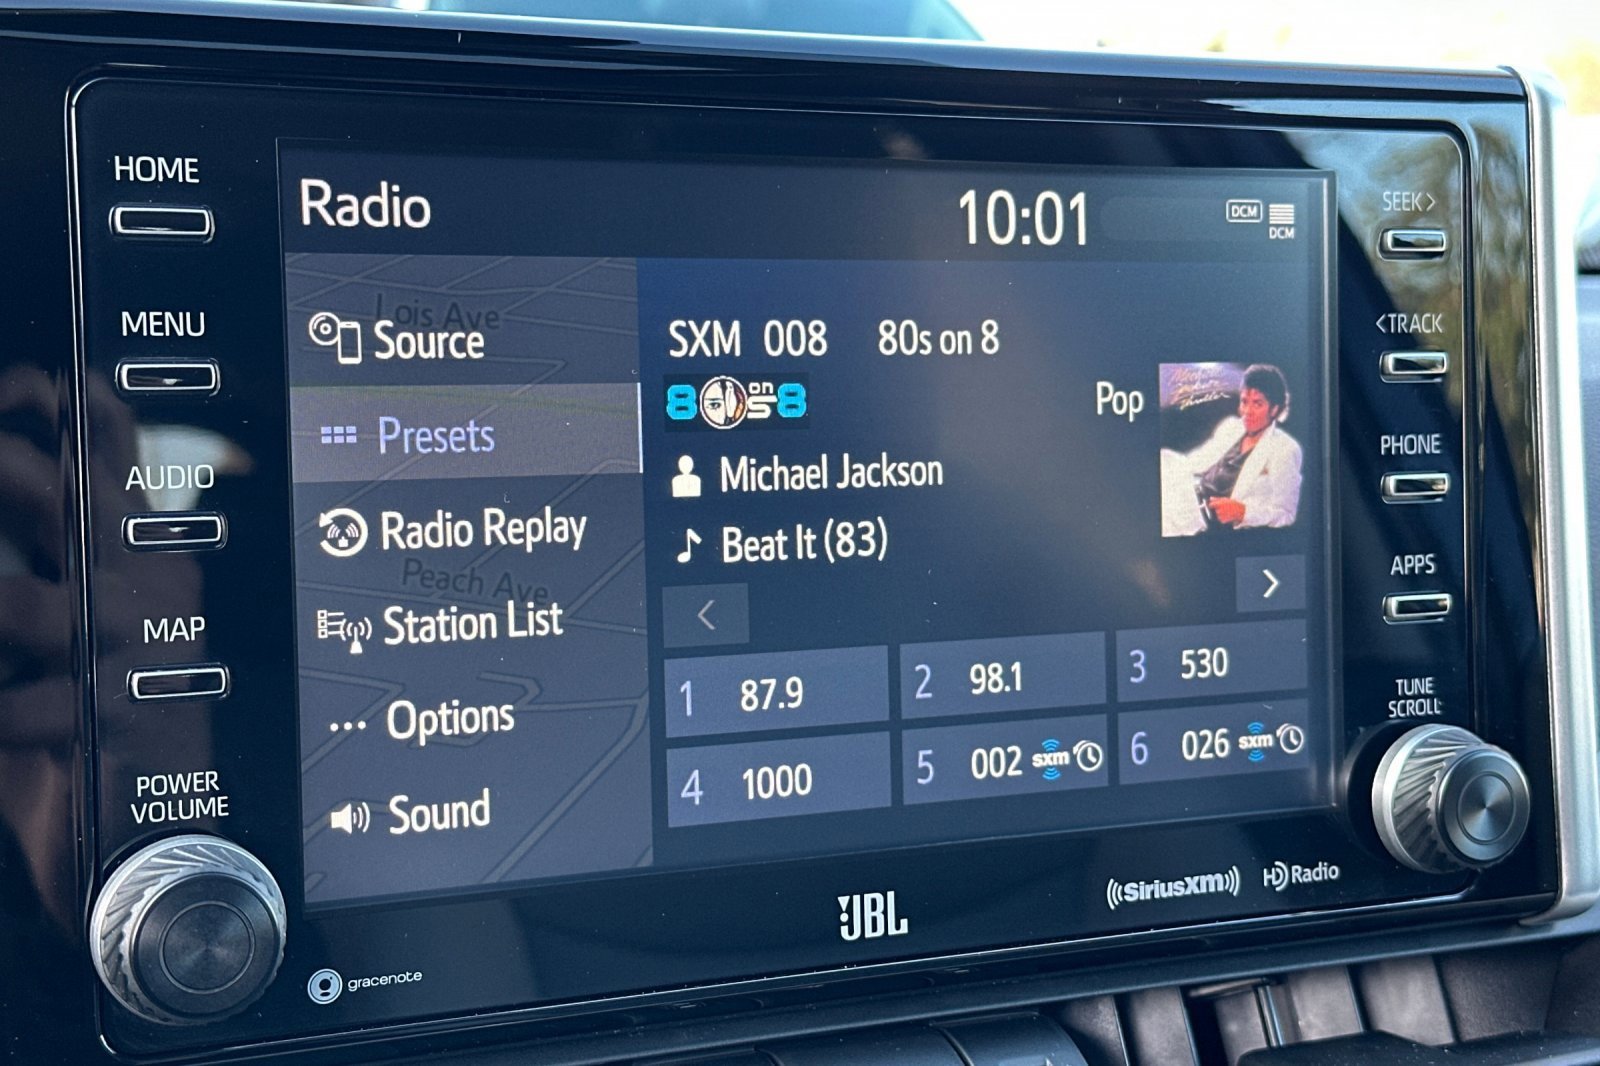 HOME
MENU
AUDIO
MAP
POWER
VOLUME
Radio
10:01
DCM
DCM
Lois Ave
Source
Presets
Radio Replay
Peach Ave
Station List
Options
Sound
SXM 008 80s on 8
80s on 8
Pop
Michael Jackson
Beat It (83)
1 87.9
2 98.1
3 530
4 1000
5 002 sxm
6 026 sxm
SEEK>
<TRACK
PHONE
APPS
TUNE
SCROLL
gracenote
JBL
SiriusXM
HD Radio